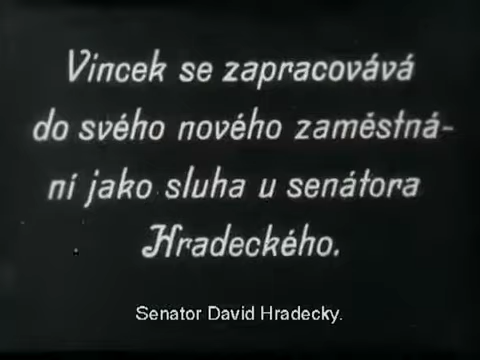 Vincek se zapracovává
do svého nového zaměstná-
ní jako sluha u senátora
Hradeckého.
Senator David Hradecky.